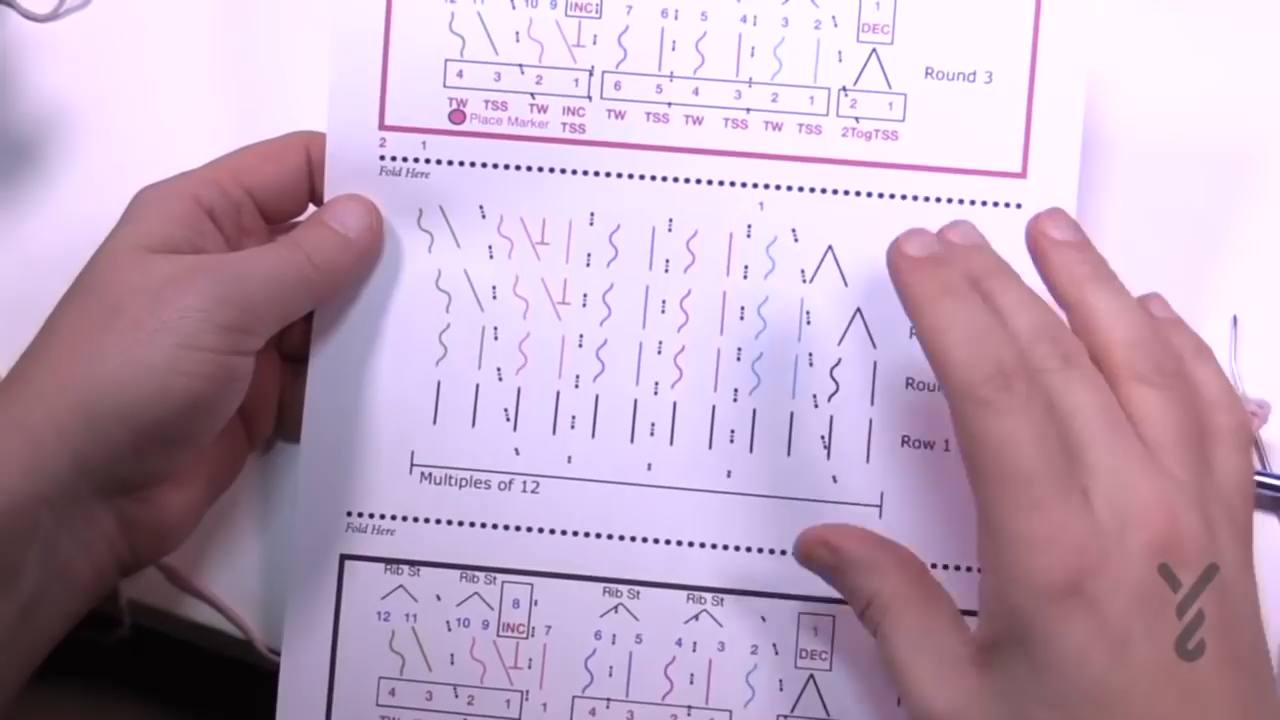 10 9 INC 7 6 5 4 3 2 1
DEC
4 3 2 1 6 5 4 3 2 1 2 1
Round 3
TW TSS TW INC TW TSS TW TSS TW TSS 2TogTSS
Place Marker TSS
2 1
Fold Here
1
Row 1
Multiples of 12
Fold Here
Rib St Rib St Rib St Rib St
12 11 10 9 8 7 6 5 4 3 2 1
INC DEC
4 3 2 1 1 4 3 2 1